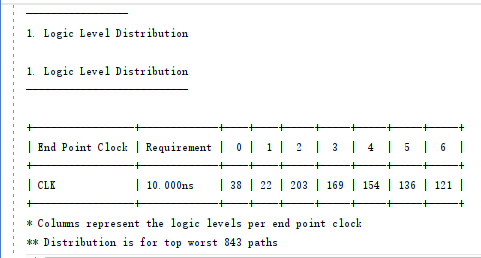 1. Logic Level Distribution
1. Logic Level Distribution
| End Point Clock | Requirement | 0 | 1 | 2 | 3 | 4 | 5 | 6 |
| CLK | 10.000ns | 38 | 22 | 203 | 169 | 154 | 136 | 121 |
* Columns represent the logic levels per end point clock
** Distribution is for top worst 843 paths